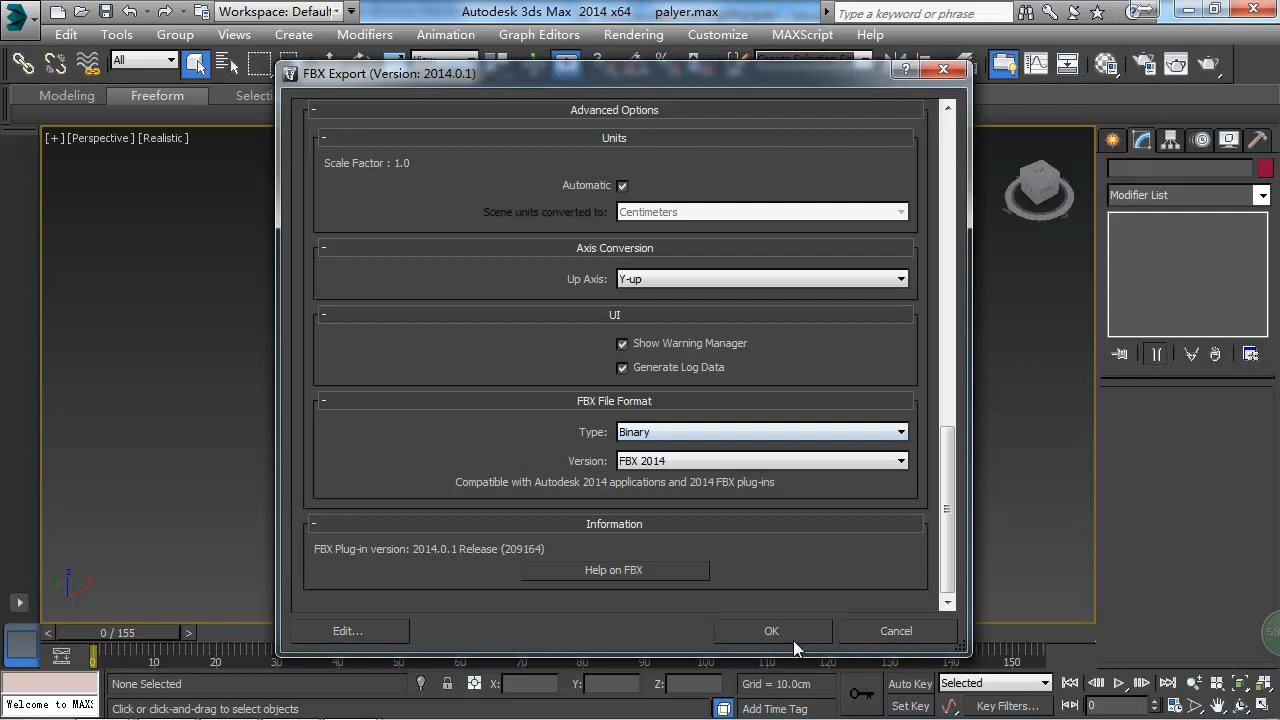 Workspace: Default
Autodesk 3ds Max 2014 x64 palyer.max
Type a keyword or phrase
Edit Tools Group Views Create Modifiers Animation Graph Editors Rendering Customize MAXScript Help
All
FBX Export (Version: 2014.0.1)
Modeling Freeform Selecti
[+] [Perspective] [Realistic]
Advanced Options
Units
Scale Factor : 1.0
Automatic
Scene units converted to: Centimeters
Axis Conversion
Up Axis: Y-up
UI
Show Warning Manager
Generate Log Data
FBX File Format
Type: Binary
Version: FBX 2014
Compatible with Autodesk 2014 applications and 2014 FBX plug-ins
Information
FBX Plug-in version: 2014.0.1 Release (209164)
Help on FBX
Edit... OK Cancel
Modifier List
z
x
< 0 / 155 >
0 10 20 30 40 50 60 70 80 90 100 110 120 130 140 150
None Selected X: Y: Z: Grid = 10.0cm Auto Key Selected
Welcome to MAX! Click or click-and-drag to select objects Add Time Tag Set Key Key Filters... 0